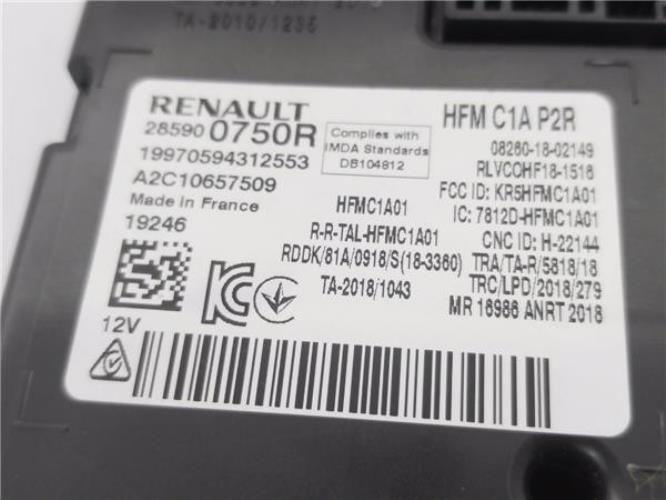 TA-2010/1235
RENAULT
285900750R
19970594312553
A2C10657509
Made in France
19246
12V
Complies with
IMDA Standards
DB104812
HFMC1A01
R-R-TAL-HFMC1A01
RDDK/81A/0918/S(18-3360)
TA-2018/1043
HFM C1A P2R
08260-18-02149
RLVCOHF18-1516
FCC ID: KR5HFMC1A01
IC: 7812D-HFMC1A01
CNC ID: H-22144
TRA/TA-R/5818/18
TRC/LPD/2018/279
MR 16986 ANRT 2018